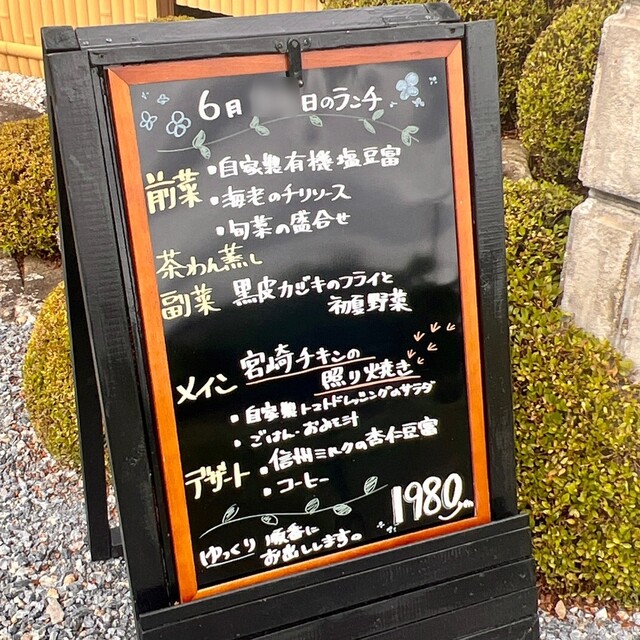 6月 日のランチ
前菜 ・自家製有機塩豆富
・海老のチリソース
・旬菜の盛合せ
茶わん蒸し
副菜 黒皮カジキのフライと
初夏野菜
メイン 宮崎チキンの
照り焼き
・自家製トマトドレッシングのサラダ
・ごはん・おみそ汁
デザート ・信州ミルクの杏仁豆富
・コーヒー
1980yen
ゆっくり 順番に
お出しします。